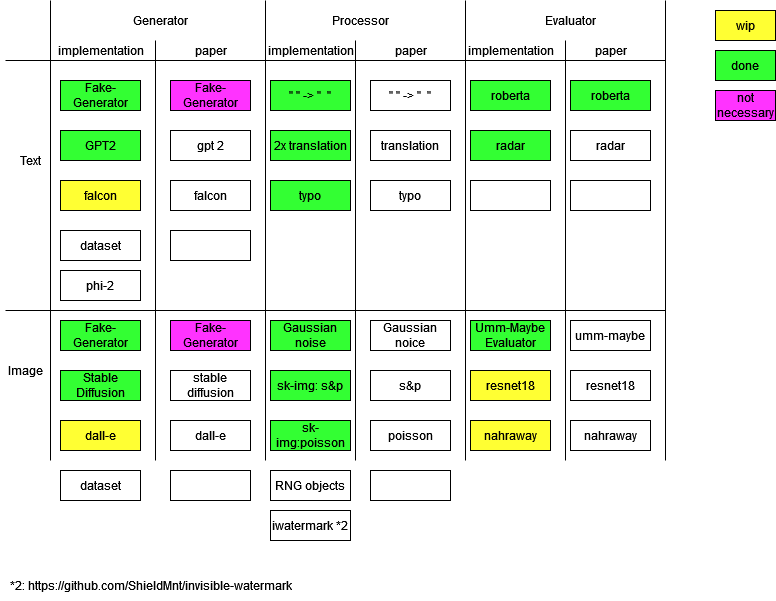 Generator Processor Evaluator
implementation paper implementation paper implementation paper
wip
done
not
necessary
Text
Fake-
Generator
Fake-
Generator
" " -> " "
" " -> " "
roberta
roberta
GPT2
gpt 2
2x translation
translation
radar
radar
falcon
falcon
typo
typo
dataset
phi-2
Image
Fake-
Generator
Fake-
Generator
Gaussian
noise
Gaussian
noice
Umm-Maybe
Evaluator
umm-maybe
Stable
Diffusion
stable
diffusion
sk-img: s&p
s&p
resnet18
resnet18
dall-e
dall-e
sk-
img:poisson
poisson
nahraway
nahraway
dataset
RNG objects
iwatermark *2
*2: https://github.com/ShieldMnt/invisible-watermark